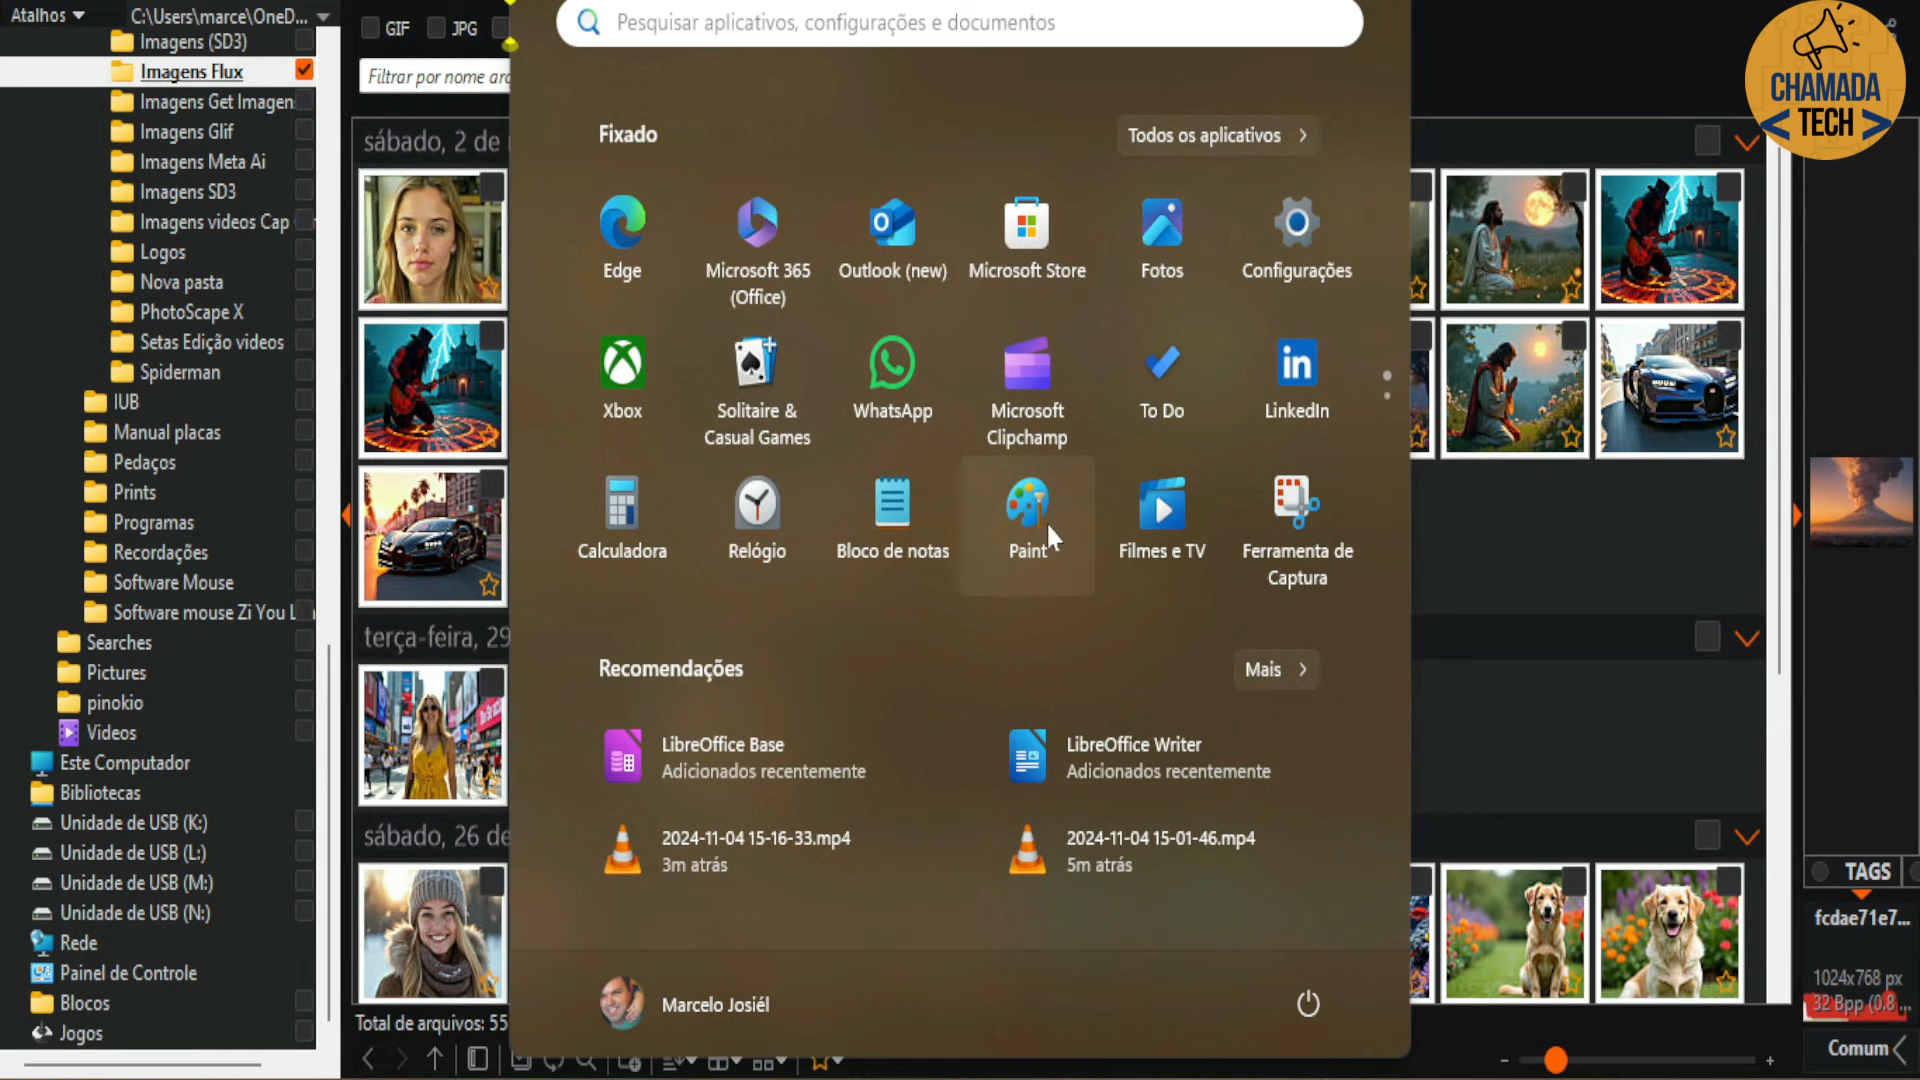 Atalhos
C:\Users\marce\OneD...
GIF
JPG
Filtrar por nome
Imagens (SD3)
Imagens Flux
Imagens Get Imagen
Imagens Glif
Imagens Meta Ai
Imagens SD3
Imagens videos Cap
Logos
Nova pasta
PhotoScape X
Setas Edição videos
Spiderman
IUB
Manual placas
Pedaços
Prints
Programas
Recordações
Software Mouse
Software mouse Zi You L
Searches
Pictures
pinokio
Videos
Este Computador
Bibliotecas
Unidade de USB (K:)
Unidade de USB (L:)
Unidade de USB (M:)
Unidade de USB (N:)
Rede
Painel de Controle
Blocos
Jogos
sábado, 2 de
terça-feira, 29
sábado, 26 de
Total de arquivos: 55
Pesquisar aplicativos, configurações e documentos
Fixado
Todos os aplicativos
Edge
Microsoft 365
(Office)
Outlook (new)
Microsoft Store
Fotos
Configurações
Xbox
Solitaire &
Casual Games
WhatsApp
Microsoft
Clipchamp
To Do
LinkedIn
Calculadora
Relógio
Bloco de notas
Paint
Filmes e TV
Ferramenta de
Captura
Recomendações
Mais
LibreOffice Base
Adicionados recentemente
LibreOffice Writer
Adicionados recentemente
2024-11-04 15-16-33.mp4
3m atrás
2024-11-04 15-01-46.mp4
5m atrás
Marcelo Josiél
CHAMADA
< TECH >
TAGS
fcdae71e7...
1024x768 px
32 Bpp (0.8 ...
Comum